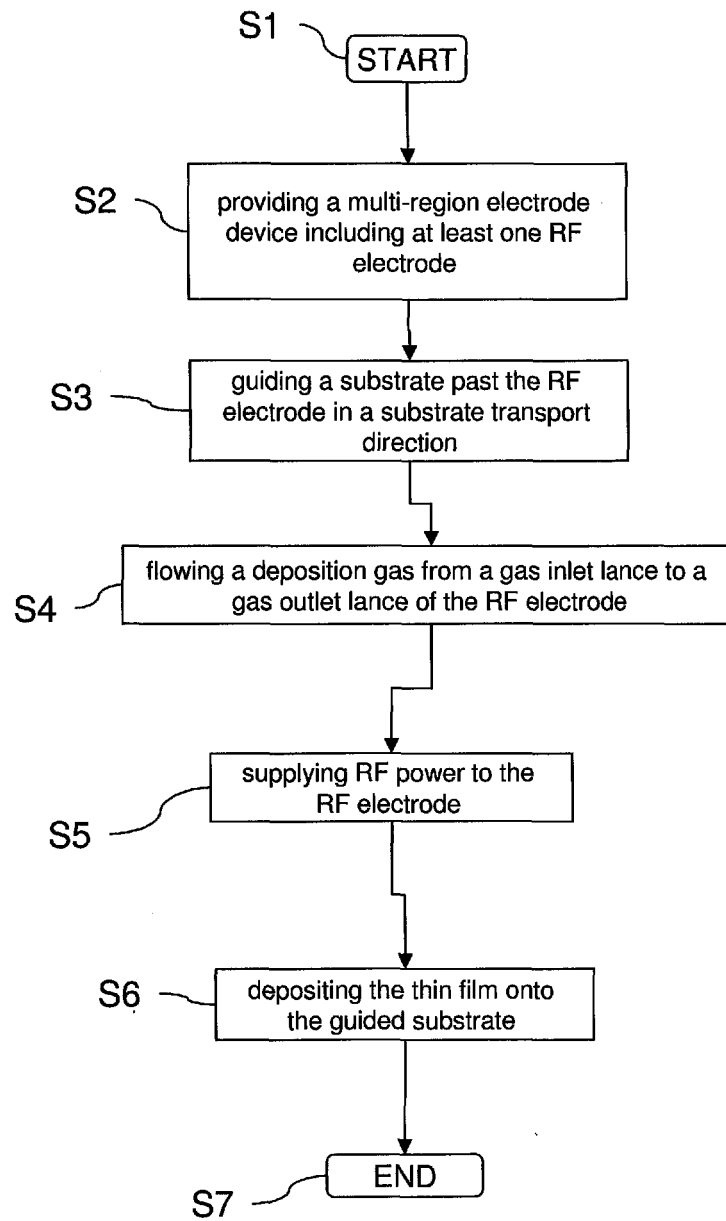 S1
START
S2
providing a multi-region electrode
device including at least one RF
electrode
S3
guiding a substrate past the RF
electrode in a substrate transport
direction
flowing a deposition gas from a gas inlet lance to a
gas outlet lance of the RF electrode
S4
supplying RF power to the
RF electrode
S5
S6
depositing the thin film onto
the guided substrate
END
S7